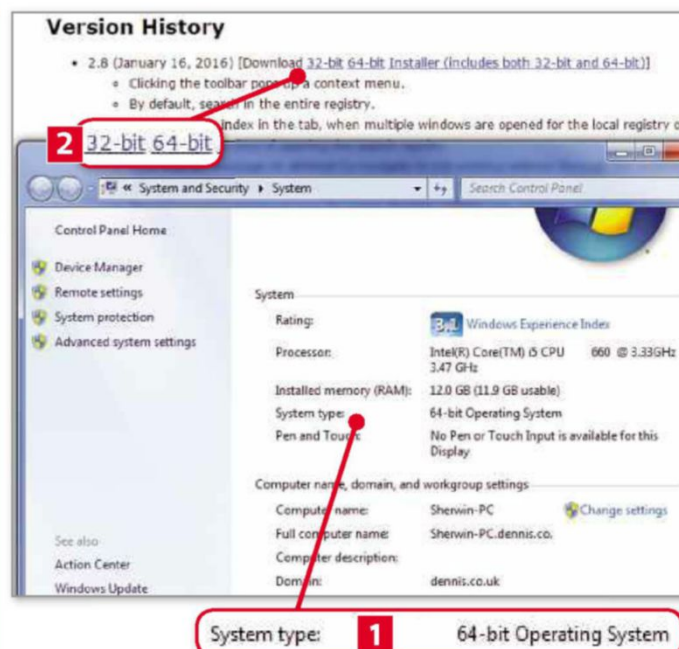 Version History
• 2.8 (January 16, 2016) [Download 32-bit 64-bit Installer (includes both 32-bit and 64-bit)]
Clicking the toolbar pops up a context menu.
By default, search in the entire registry.
index in the tab, when multiple windows are opened for the local registry
2 32-bit 64-bit
« System and Security ▸ System
Search Control Panel
Control Panel Home
Device Manager
Remote settings
System protection
Advanced system settings
System
Rating: 3.1 Windows Experience Index
Processor: Intel(R) Core(TM) i5 CPU 660 @ 3.33GHz
3.47 GHz
Installed memory (RAM): 12.0 GB (11.9 GB usable)
System type: 64-bit Operating System
Pen and Touch: No Pen or Touch Input is available for this
Display
Computer name, domain, and workgroup settings
Computer name: Sherwin-PC Change settings
Full computer name: Sherwin-PC.dennis.co.
Computer description:
Domain: dennis.co.uk
See also
Action Center
Windows Update
System type: 1 64-bit Operating System